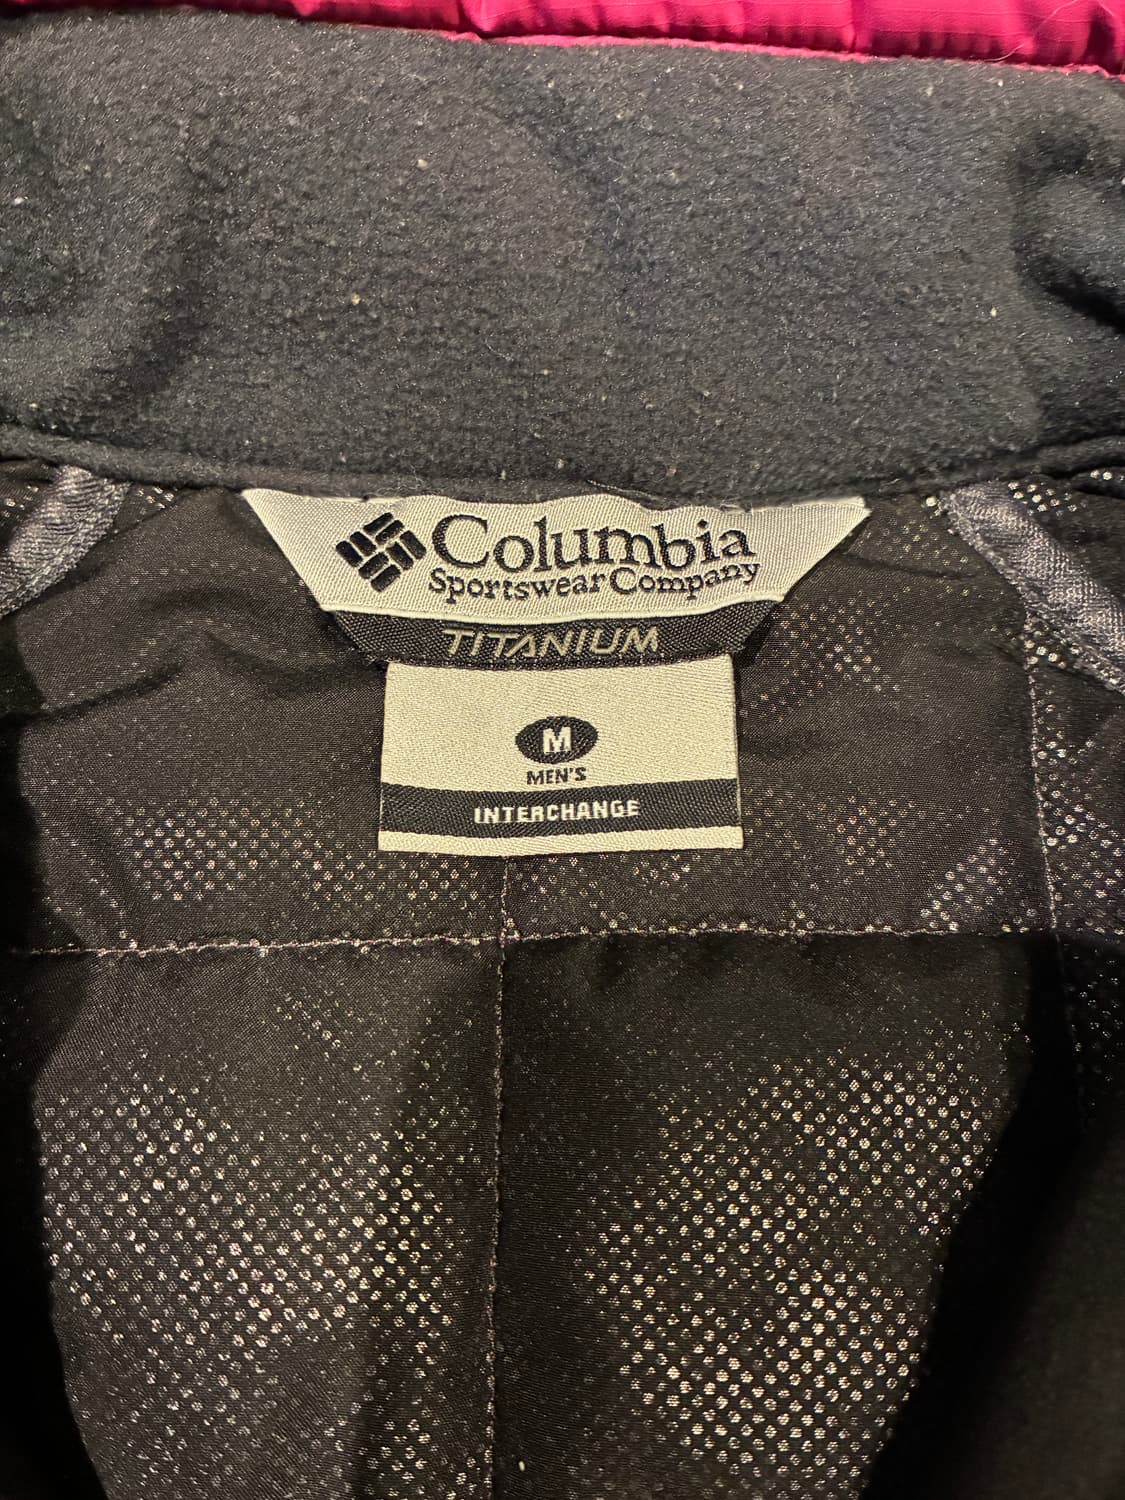 Columbia
Sportswear Company
TITANIUM
M
MEN'S
INTERCHANGE